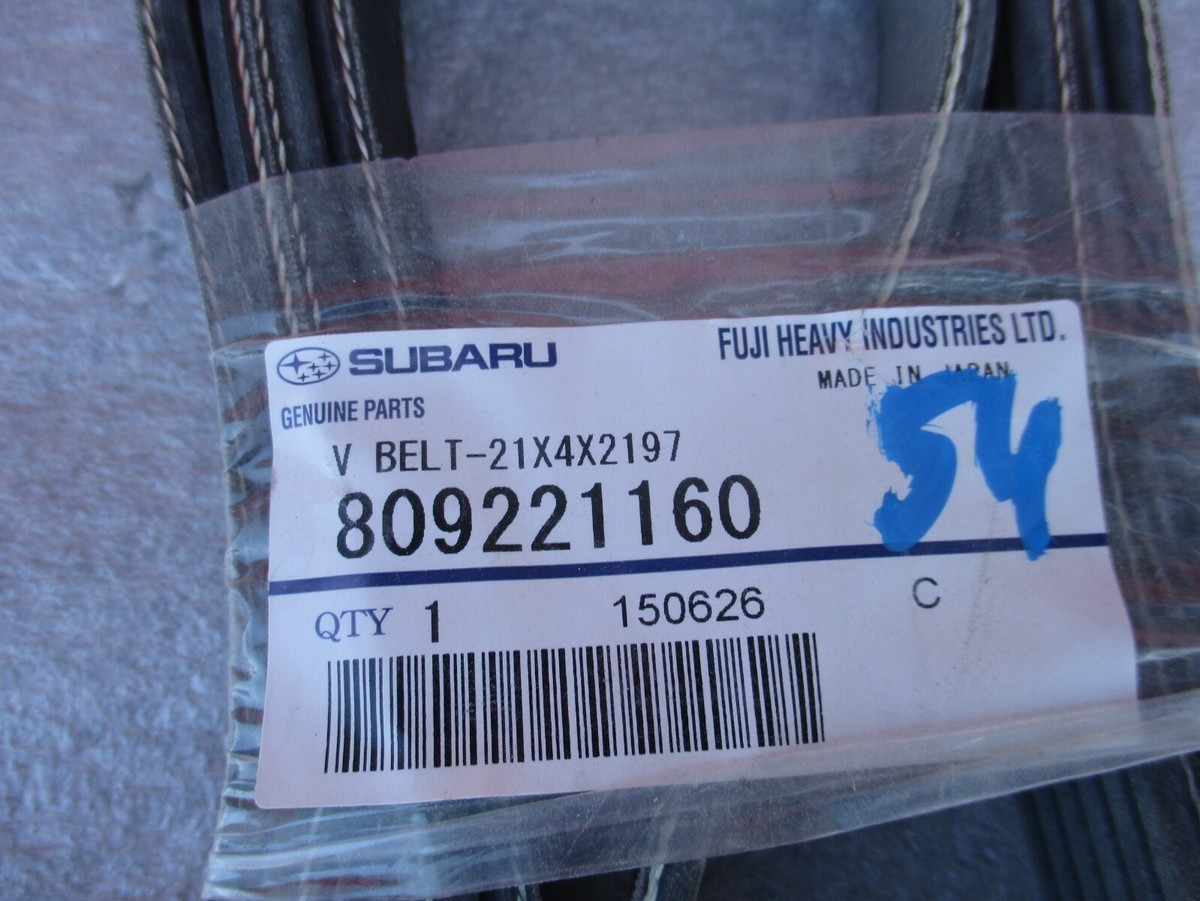 SUBARU
FUJI HEAVY INDUSTRIES LTD.
MADE IN JAPAN
GENUINE PARTS
V BELT-21X4X2197
809221160
54
QTY 1
150626
C